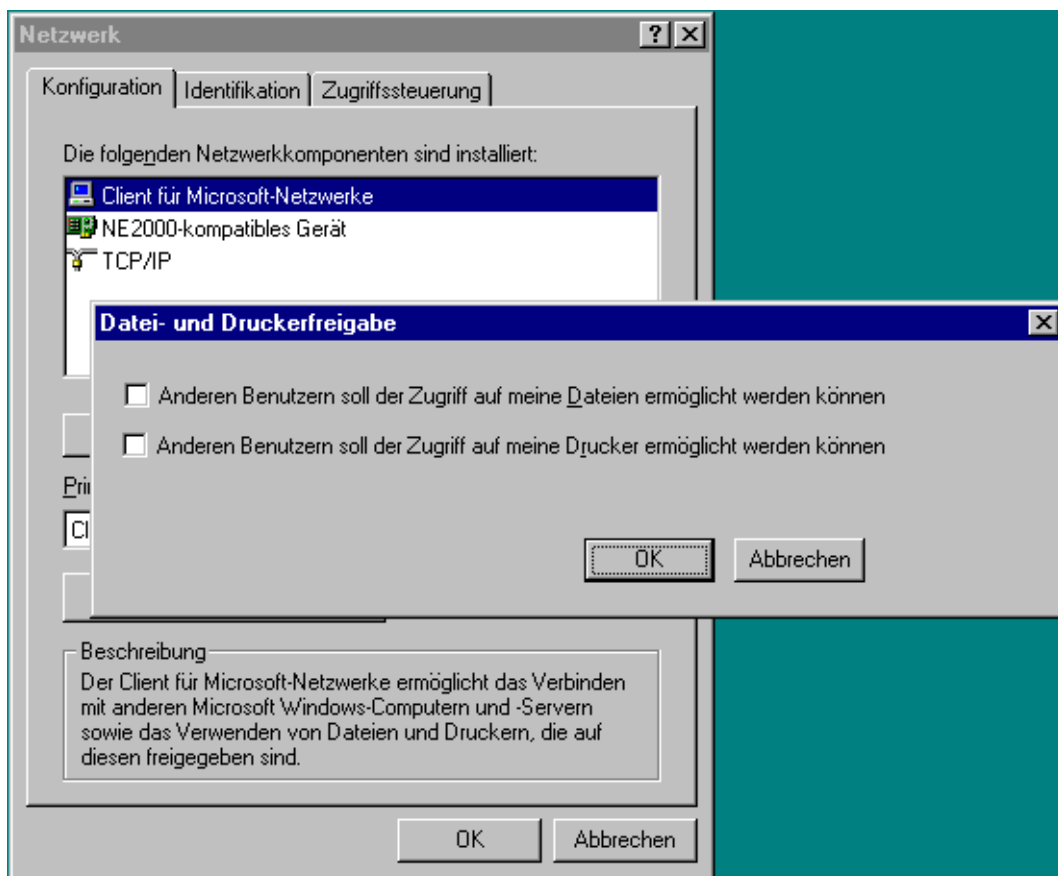 Netzwerk
Konfiguration Identifikation Zugriffssteuerung
Die folgenden Netzwerkkomponenten sind installiert:
Client für Microsoft-Netzwerke
NE2000-kompatibles Gerät
TCP/IP
Datei- und Druckerfreigabe
Anderen Benutzern soll der Zugriff auf meine Dateien ermöglicht werden können
Anderen Benutzern soll der Zugriff auf meine Drucker ermöglicht werden können
OK Abbrechen
Beschreibung
Der Client für Microsoft-Netzwerke ermöglicht das Verbinden
mit anderen Microsoft Windows-Computern und -Servern
sowie das Verwenden von Dateien und Druckern, die auf
diesen freigegeben sind.
OK Abbrechen